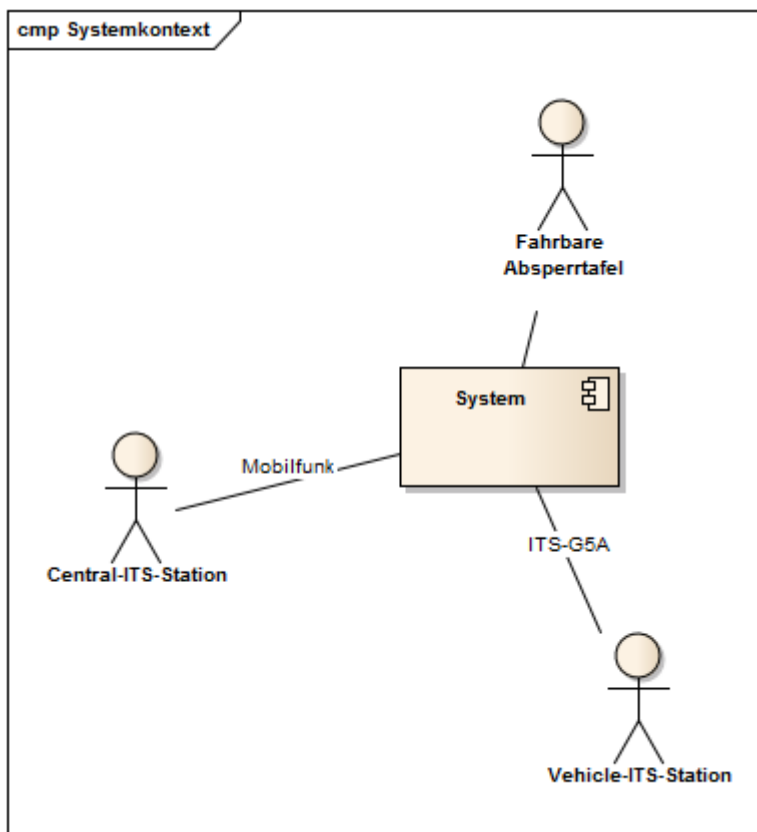 cmp Systemkontext
Fahrbare
Absperrtafel
System
Mobilfunk
ITS-G5A
Central-ITS-Station
Vehicle-ITS-Station